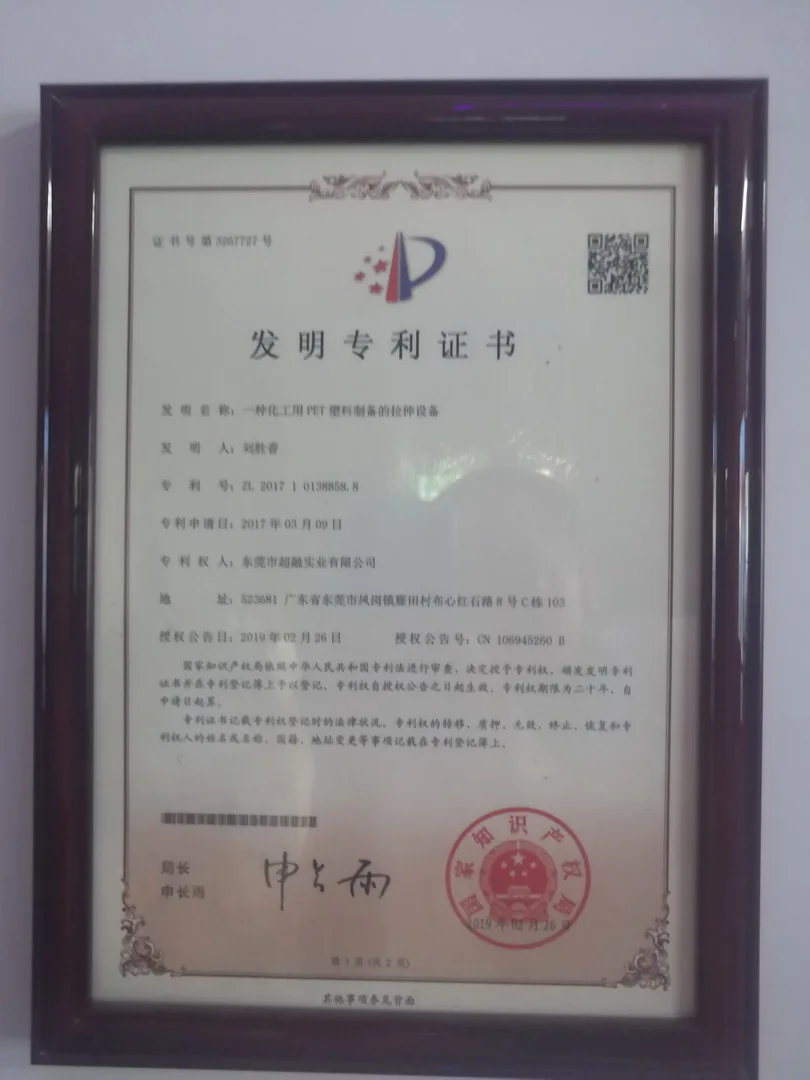 证书号第3267727号
发明专利证书
发明名称：一种化工用PET塑料制备的拉伸设备
发明人：刘胜香
专利号：ZL 2017 1 0138858.8
专利申请日：2017年03月09日
专利权人：东莞市超融实业有限公司
地址：523681 广东省东莞市凤岗镇雁田村布心红石路8号C栋103
授权公告日：2019年02月26日 授权公告号：CN 106945260 B
国家知识产权局依照中华人民共和国专利法进行审查，决定授予专利权，颁发发明专利
证书并在专利登记簿上予以登记。专利权自授权公告之日起生效。专利权期限为二十年，自
申请日起算。
专利证书记载专利权登记时的法律状况。专利权的转移、质押、无效、终止、恢复和专
利权人的姓名或名称、国籍、地址变更等事项记载在专利登记簿上。
局长
申长雨
申长雨
国家知识产权局
2019年02月26日
第1页(共2页)
其他事项参见背面